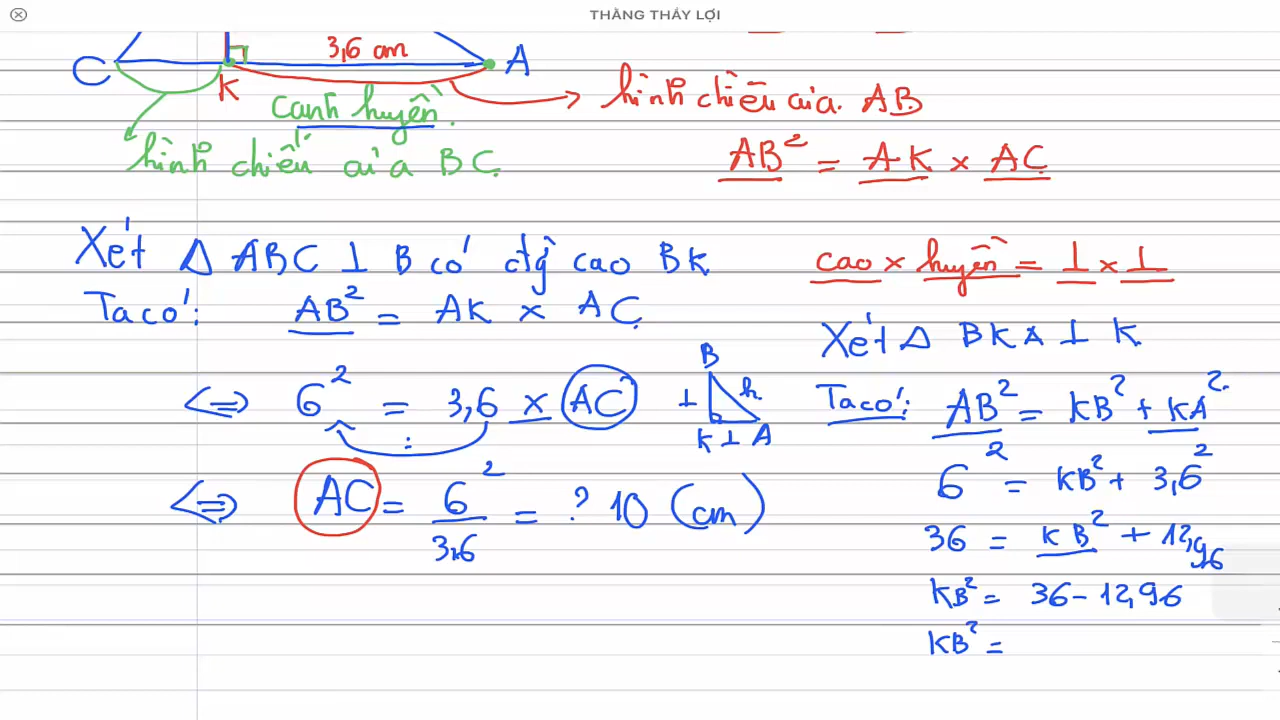 THẰNG THẦY LỢI
C
K
3,6 cm
A
cạnh huyền.
hình chiếu của BC
hình chiếu của AB
AB² = AK × AC
Xét Δ ABC ⊥ B có đg cao BK
Ta có: AB² = AK × AC
<=> 6² = 3,6 × AC
:
<=> AC = 6²/3,6 = ? 10 (cm)
B
⊥ h
K ⊥ A
cao × huyền = ⊥ × ⊥
Xét Δ BKA ⊥ K
Ta có: AB² = KB² + KA²
6² = KB² + 3,6²
36 = KB² + 12,96
KB² = 36 - 12,96
KB² =